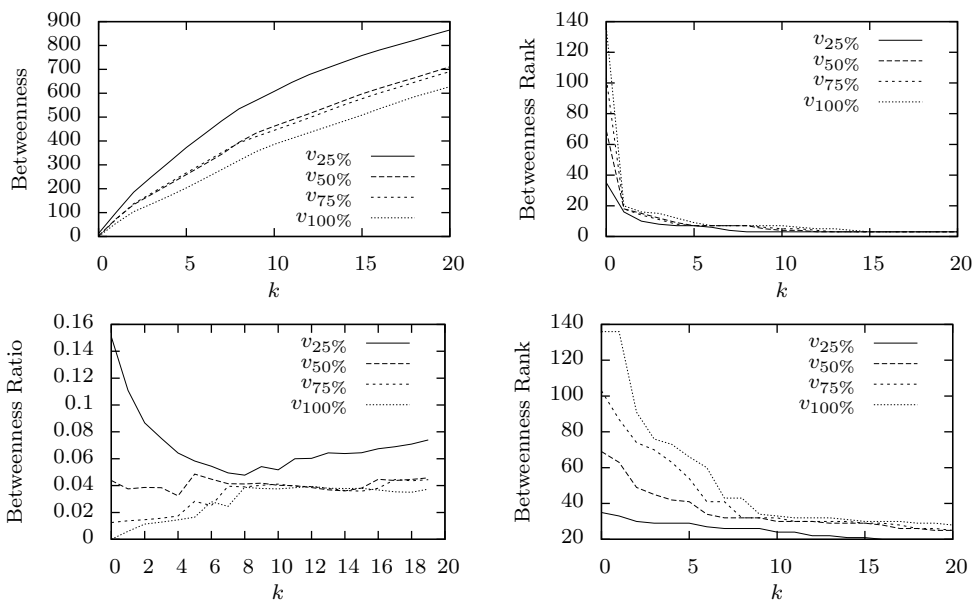 900
800
700
600
500
400
300
200
100
0
Betweenness
v25%
v50%
v75%
v100%
0 5 10 15 20
k
140
120
100
80
60
40
20
0
Betweenness Rank
v25%
v50%
v75%
v100%
0 5 10 15 20
k
0.16
0.14
0.12
0.1
0.08
0.06
0.04
0.02
0
Betweenness Ratio
v25%
v50%
v75%
v100%
0 2 4 6 8 10 12 14 16 18 20
k
140
120
100
80
60
40
20
Betweenness Rank
v25%
v50%
v75%
v100%
0 5 10 15 20
k